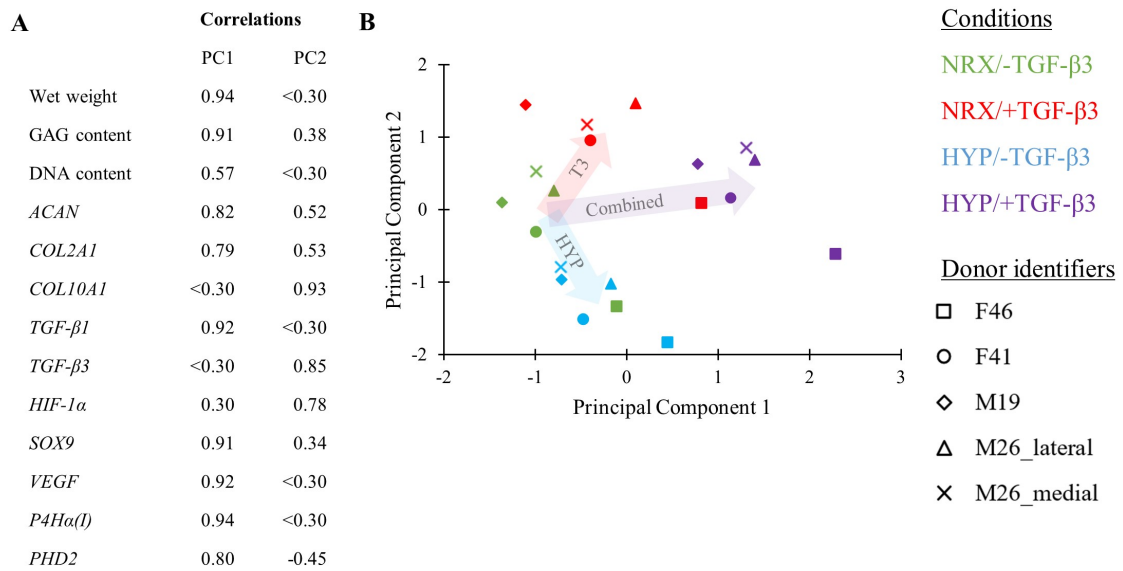 A
Correlations
PC1 PC2
Wet weight 0.94 <0.30
GAG content 0.91 0.38
DNA content 0.57 <0.30
ACAN 0.82 0.52
COL2A1 0.79 0.53
COL10A1 <0.30 0.93
TGF-β1 0.92 <0.30
TGF-β3 <0.30 0.85
HIF-1α 0.30 0.78
SOX9 0.91 0.34
VEGF 0.92 <0.30
P4Hα(I) 0.94 <0.30
PHD2 0.80 -0.45
B
Principal Component 2
2
1
0
-1
-2
-2 -1 0 1 2 3
Principal Component 1
T3
Combined
HYP
Conditions
NRX/-TGF-β3
NRX/+TGF-β3
HYP/-TGF-β3
HYP/+TGF-β3
Donor identifiers
F46
F41
M19
M26_lateral
M26_medial